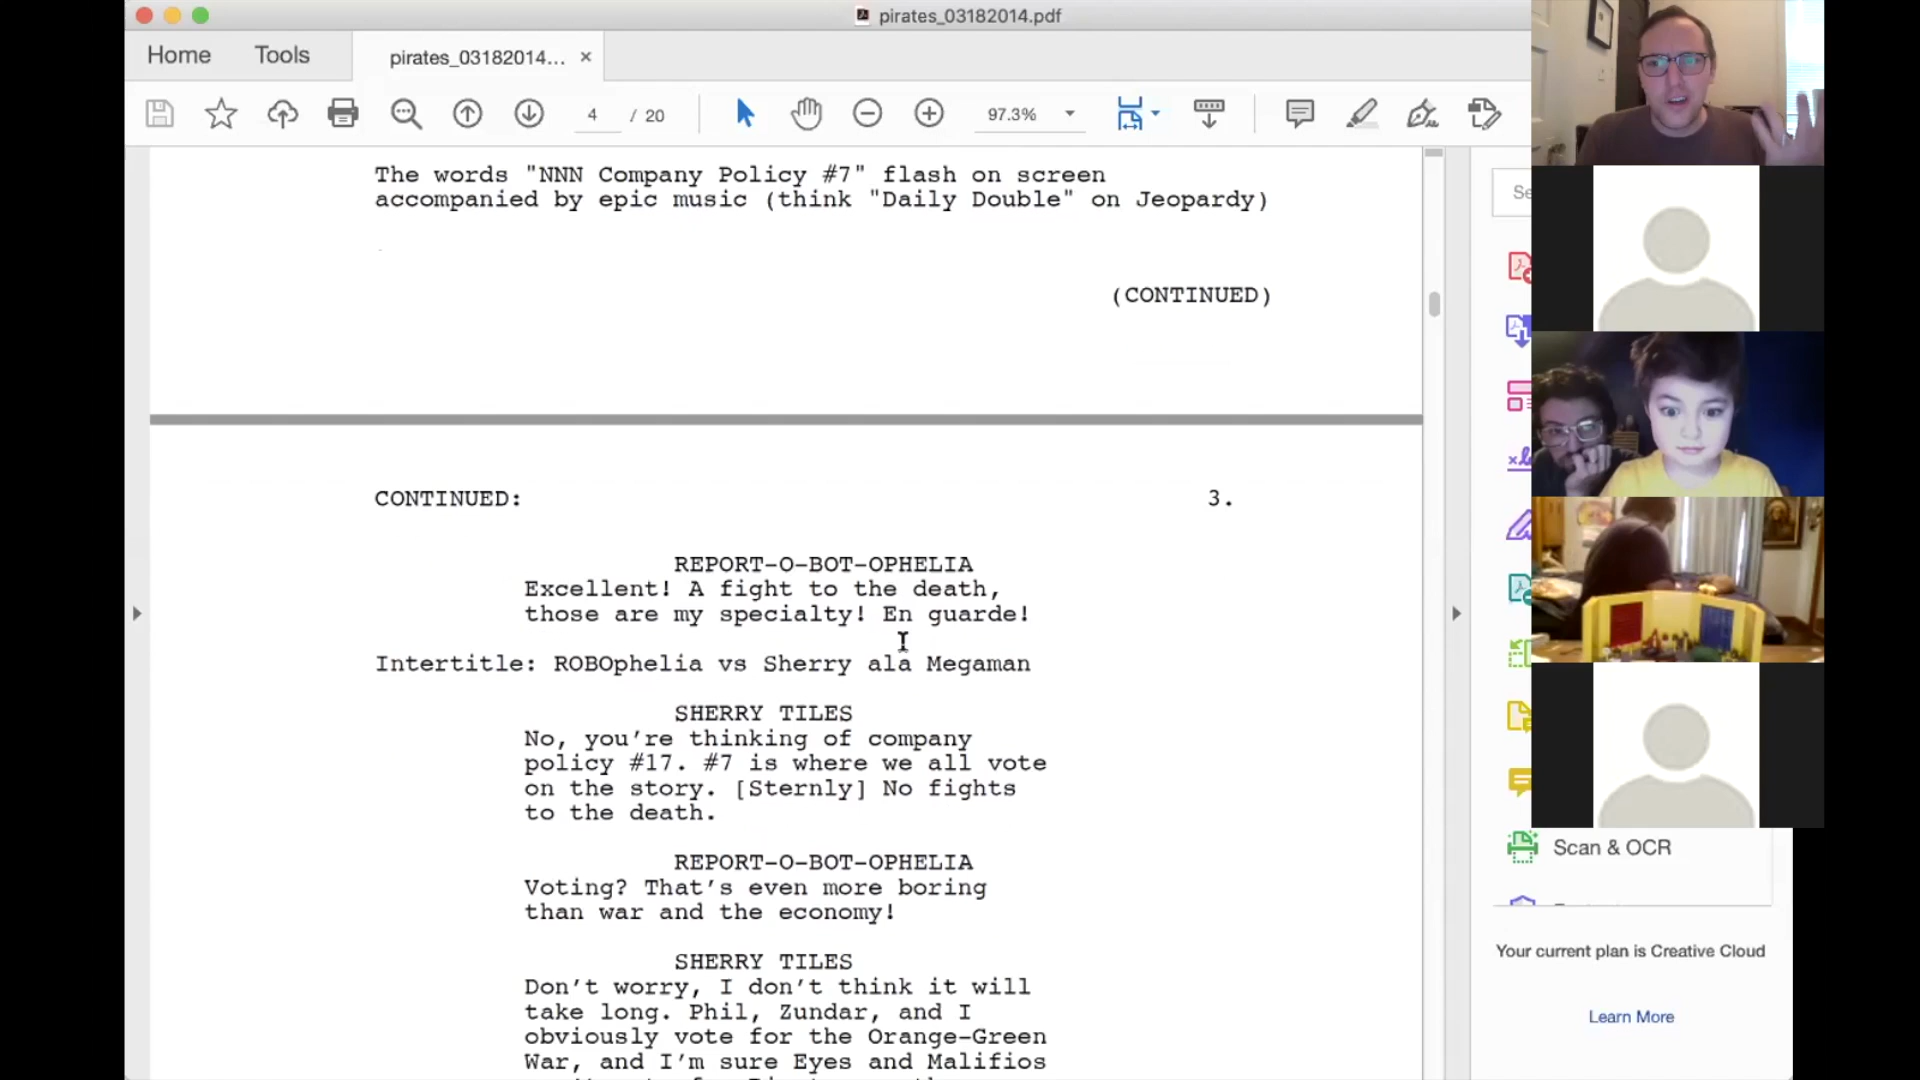 pirates_03182014.pdf
Home
Tools
pirates_03182014...
4
/ 20
97.3%
Se
The words "NNN Company Policy #7" flash on screen
accompanied by epic music (think "Daily Double" on Jeopardy)
(CONTINUED)
CONTINUED:
3.
REPORT-O-BOT-OPHELIA
Excellent! A fight to the death,
those are my specialty! En guarde!
Intertitle: ROBOphelia vs Sherry ala Megaman
SHERRY TILES
No, you're thinking of company
policy #17. #7 is where we all vote
on the story. [Sternly] No fights
to the death.
REPORT-O-BOT-OPHELIA
Voting? That's even more boring
than war and the economy!
SHERRY TILES
Don't worry, I don't think it will
take long. Phil, Zundar, and I
obviously vote for the Orange-Green
War, and I'm sure Eyes and Malifios
Scan & OCR
Your current plan is Creative Cloud
Learn More